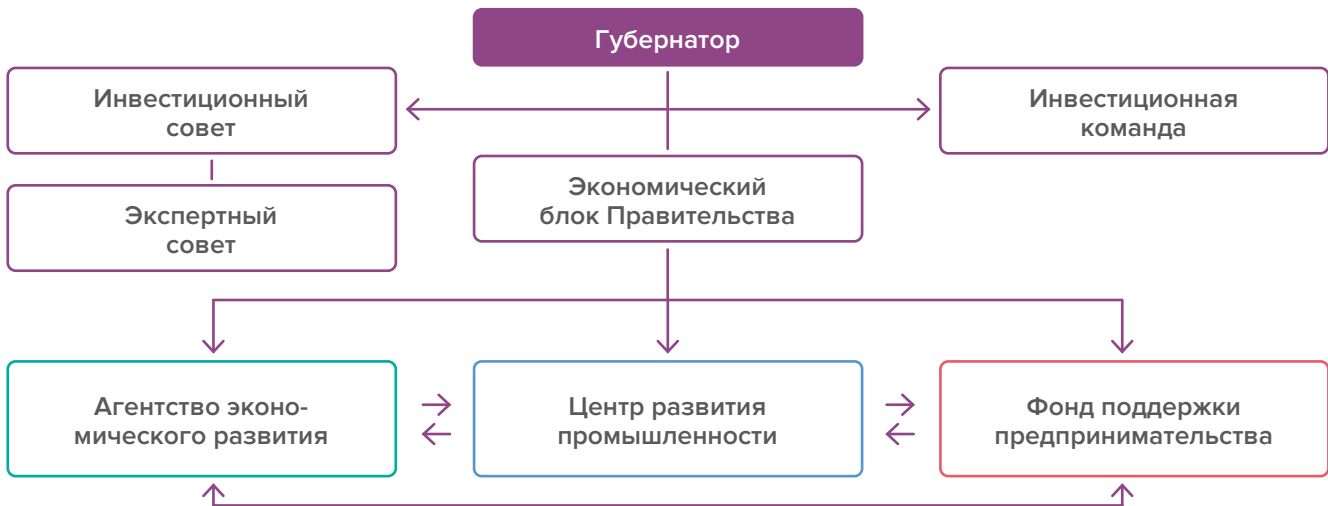 Губернатор
Инвестиционный
совет
Инвестиционная
команда
Экономический
блок Правительства
Экспертный
совет
Агентство эконо-
мического развития
Центр развития
промышленности
Фонд поддержки
предпринимательства